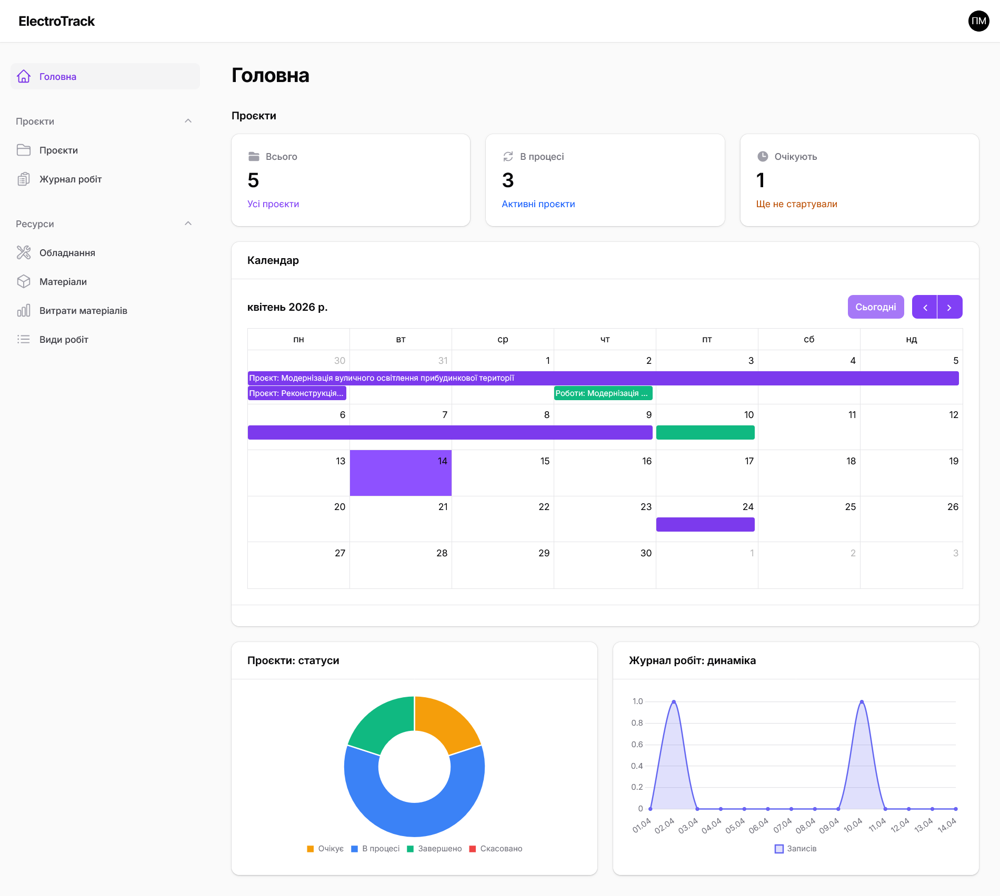 ElectroTrack
ПМ
Головна
Проєкти
Проєкти
Журнал робіт
Ресурси
Обладнання
Матеріали
Витрати матеріалів
Види робіт
Головна
Проєкти
Всього
5
Усі проєкти
В процесі
3
Активні проєкти
Очікують
1
Ще не стартували
Календар
квітень 2026 р.
Сьогодні
пн вт ср чт пт сб нд
30 31 1 2 3 4 5
Проєкт: Модернізація вуличного освітлення прибудинкової території
Проєкт: Реконструкція... Роботи: Модернізація ...
6 7 8 9 10 11 12
13 14 15 16 17 18 19
20 21 22 23 24 25 26
27 28 29 30 1 2 3
Проєкти: статуси
Очікує В процесі Завершено Скасовано
Журнал робіт: динаміка
1.0
0.8
0.6
0.4
0.2
0
01.04 02.04 03.04 04.04 05.04 06.04 07.04 08.04 09.04 10.04 11.04 12.04 13.04 14.04
Записів